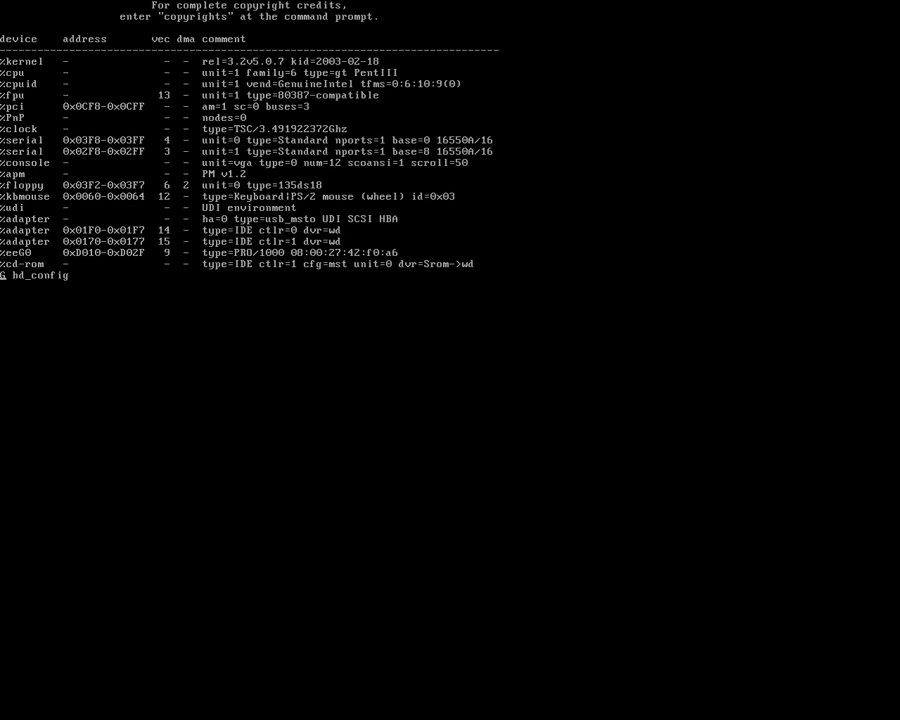 For complete copyright credits,
enter "copyrights" at the command prompt.
device address vec dma comment
--------------------------------------------------------------------------------
%kernel - - - rel=3.2v5.0.7 kid=2003-02-18
%cpu - - - unit=1 family=6 type=gt PentIII
%cpuid - - - unit=1 vend=GenuineIntel tfms=0:6:10:9(0)
%fpu - 13 - unit=1 type=80387-compatible
%pci 0x0CF8-0x0CFF - - am=1 sc=0 buses=3
%PnP - - - nodes=0
%clock - - - type=TSC/3.491922372Ghz
%serial 0x03F8-0x03FF 4 - unit=0 type=Standard nports=1 base=0 16550A/16
%serial 0x02F8-0x02FF 3 - unit=1 type=Standard nports=1 base=8 16550A/16
%console - - - unit=vga type=0 num=12 scoansi=1 scroll=50
%apm - - - PM v1.2
%floppy 0x03F2-0x03F7 6 2 unit=0 type=135ds18
%kbmouse 0x0060-0x0064 12 - type=Keyboard|PS/2 mouse (wheel) id=0x03
%udi - - - UDI environment
%adapter - - - ha=0 type=usb_msto UDI SCSI HBA
%adapter 0x01F0-0x01F7 14 - type=IDE ctlr=0 dvr=wd
%adapter 0x0170-0x0177 15 - type=IDE ctlr=1 dvr=wd
%eeG0 0xD010-0xD02F 9 - type=PRO/1000 08:00:27:42:f0:a6
%cd-rom - - - type=IDE ctlr=1 cfg=mst unit=0 dvr=Srom->wd
G hd_config